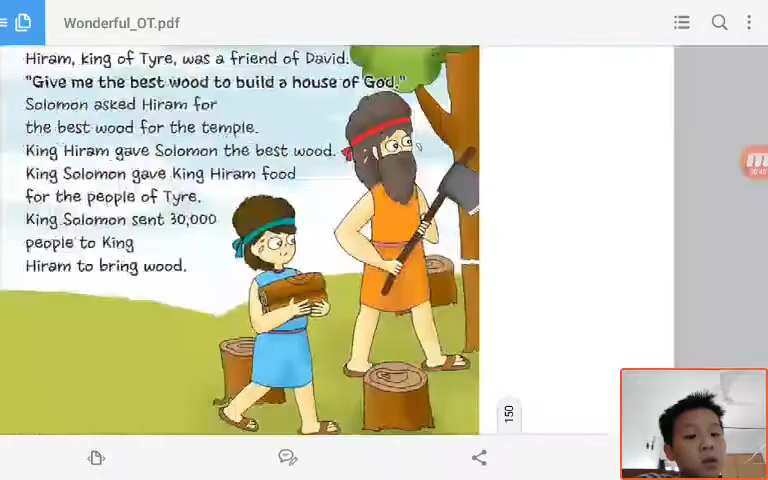 Wonderful_OT.pdf
Hiram, king of Tyre, was a friend of David.
"Give me the best wood to build a house of God."
Solomon asked Hiram for
the best wood for the temple.
King Hiram gave Solomon the best wood.
King Solomon gave King Hiram food
for the people of Tyre.
King Solomon sent 30,000
people to King
Hiram to bring wood.
150